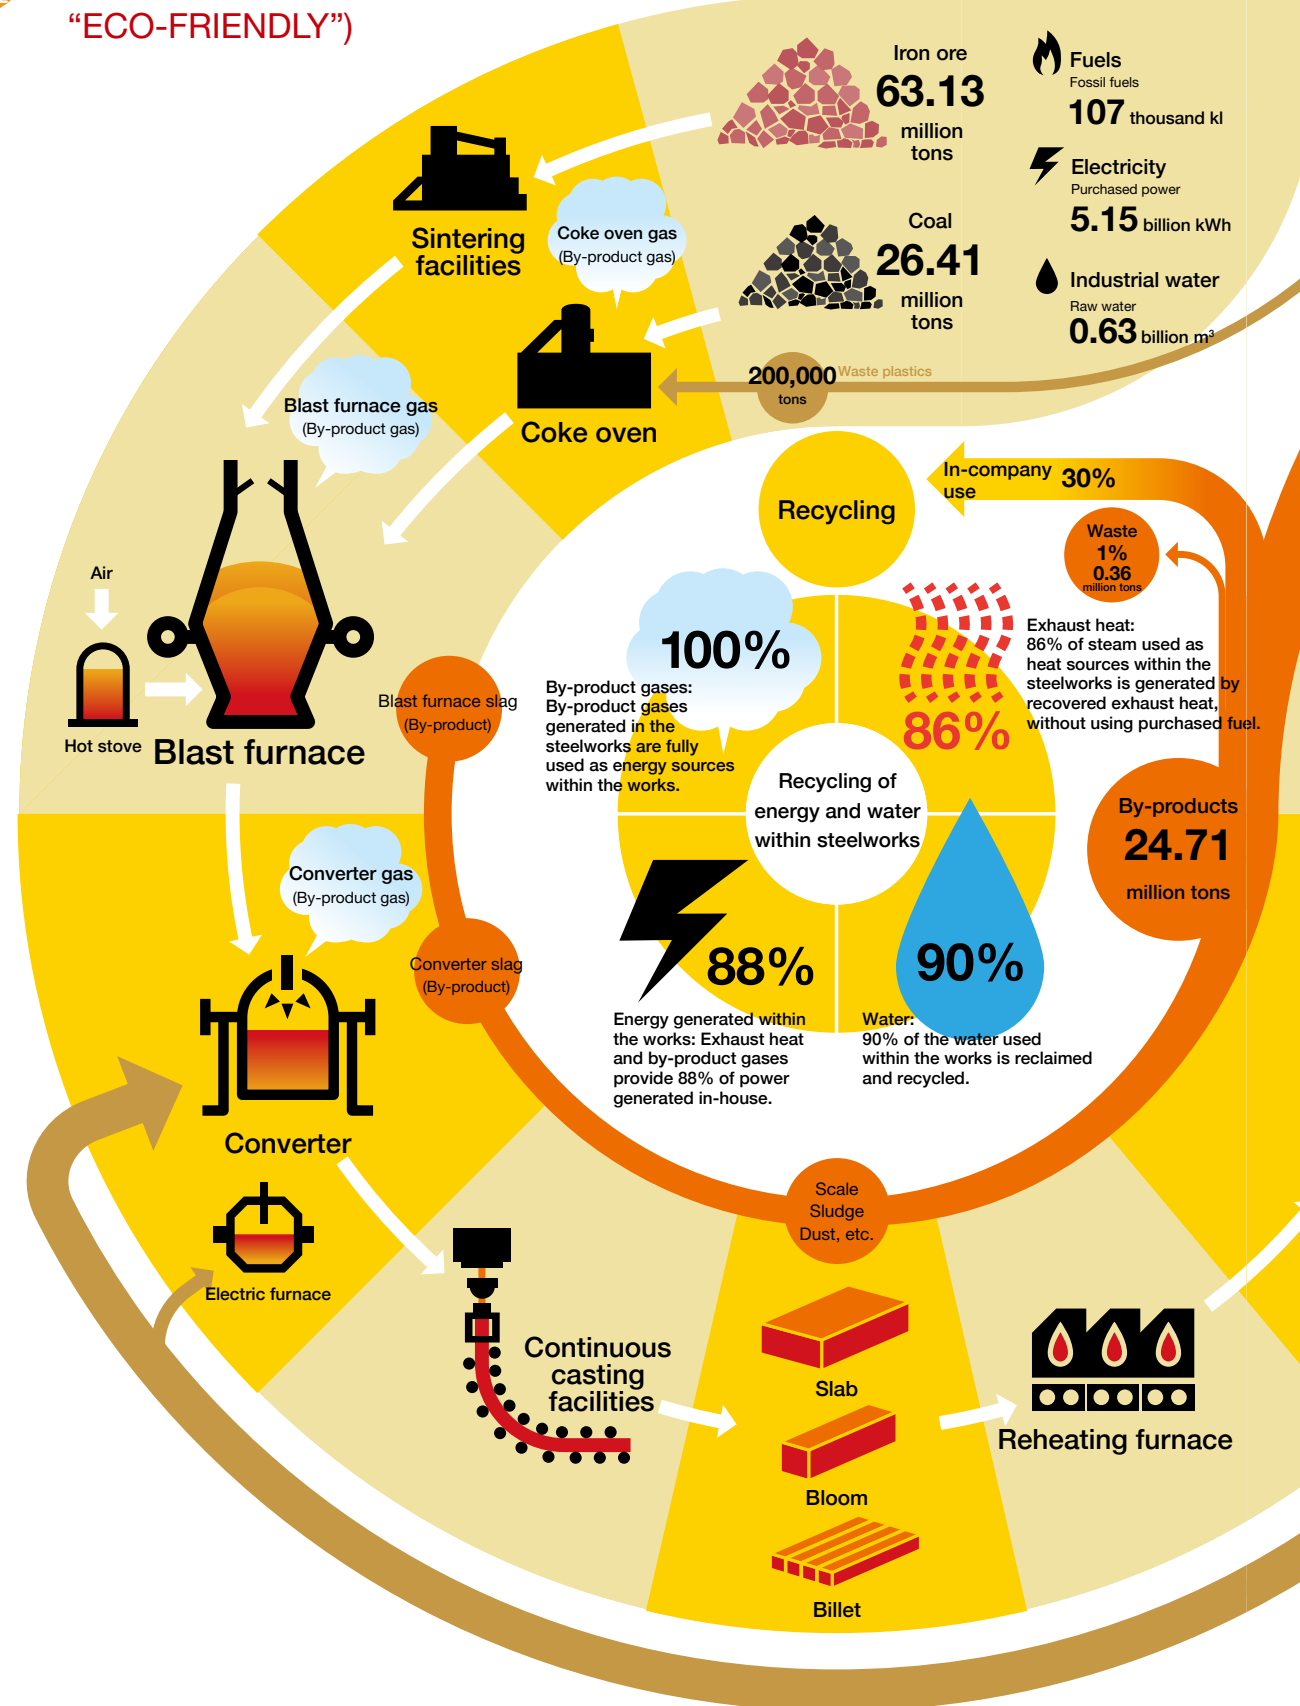 “ECO-FRIENDLY”)
Iron ore
63.13
million
tons
Fuels
Fossil fuels
107 thousand kl
Electricity
Purchased power
5.15 billion kWh
Coal
26.41
million
tons
Industrial water
Raw water
0.63 billion m³
Sintering
facilities
Coke oven gas
(By-product gas)
200,000
tons
Waste plastics
Coke oven
Blast furnace gas
(By-product gas)
Recycling
In-company
use
30%
Waste
1%
0.36
million tons
Air
Hot stove
Blast furnace
Blast furnace slag
(By-product)
100%
By-product gases:
By-product gases
generated in the
steelworks are fully
used as energy sources
within the works.
86%
Exhaust heat:
86% of steam used as
heat sources within the
steelworks is generated by
recovered exhaust heat,
without using purchased fuel.
Recycling of
energy and water
within steelworks
By-products
24.71
million tons
Converter gas
(By-product gas)
Converter slag
(By-product)
88%
Energy generated within
the works: Exhaust heat
and by-product gases
provide 88% of power
generated in-house.
90%
Water:
90% of the water used
within the works is reclaimed
and recycled.
Converter
Electric furnace
Scale
Sludge
Dust, etc.
Continuous
casting
facilities
Slab
Bloom
Billet
Reheating furnace